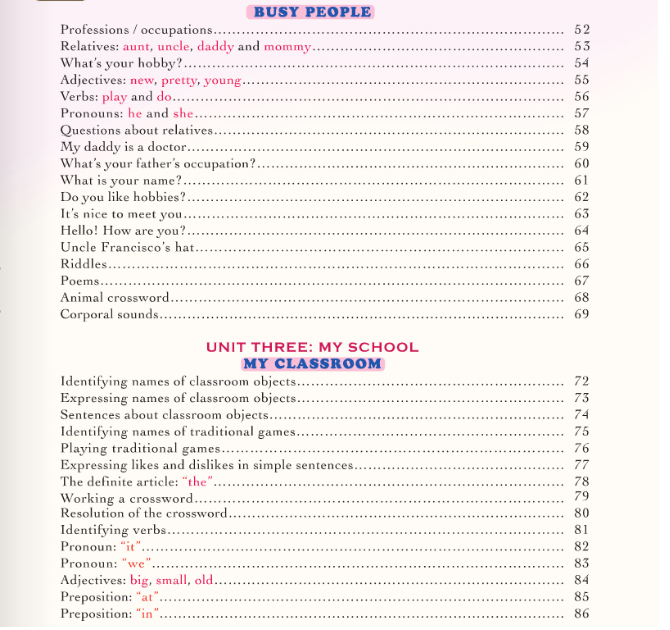 BUSY PEOPLE
Professions / occupations.......... 52
Relatives: aunt, uncle, daddy and mommy.......... 53
What's your hobby?.......... 54
Adjectives: new, pretty, young.......... 55
Verbs: play and do.......... 56
Pronouns: he and she.......... 57
Questions about relatives.......... 58
My daddy is a doctor.......... 59
What's your father's occupation?.......... 60
What is your name?.......... 61
Do you like hobbies?.......... 62
It's nice to meet you.......... 63
Hello! How are you?.......... 64
Uncle Francisco's hat.......... 65
Riddles.......... 66
Poems.......... 67
Animal crossword.......... 68
Corporal sounds.......... 69
UNIT THREE: MY SCHOOL
MY CLASSROOM
Identifying names of classroom objects.......... 72
Expressing names of classroom objects.......... 73
Sentences about classroom objects.......... 74
Identifying names of traditional games.......... 75
Playing traditional games.......... 76
Expressing likes and dislikes in simple sentences.......... 77
The definite article: "the".......... 78
Working a crossword.......... 79
Resolution of the crossword.......... 80
Identifying verbs.......... 81
Pronoun: "it".......... 82
Pronoun: "we".......... 83
Adjectives: big, small, old.......... 84
Preposition: "at".......... 85
Preposition: "in".......... 86